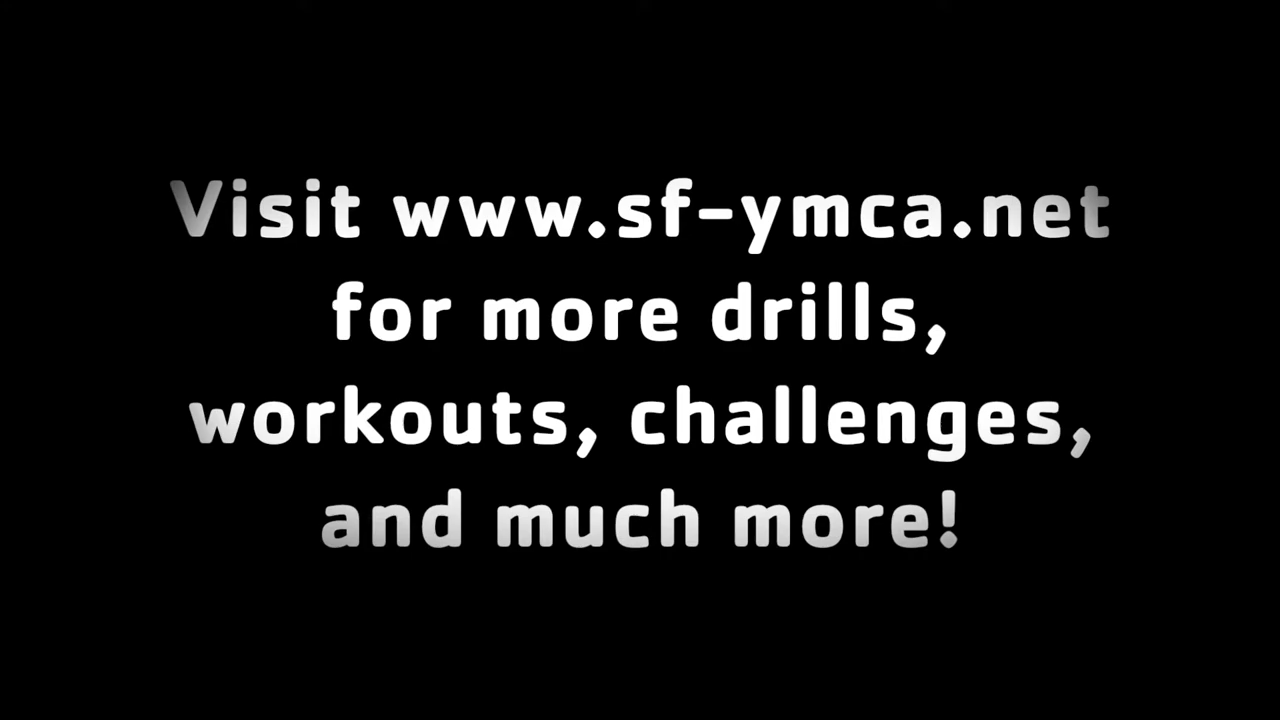 Visit www.sf-ymca.net
for more drills,
workouts, challenges,
and much more!